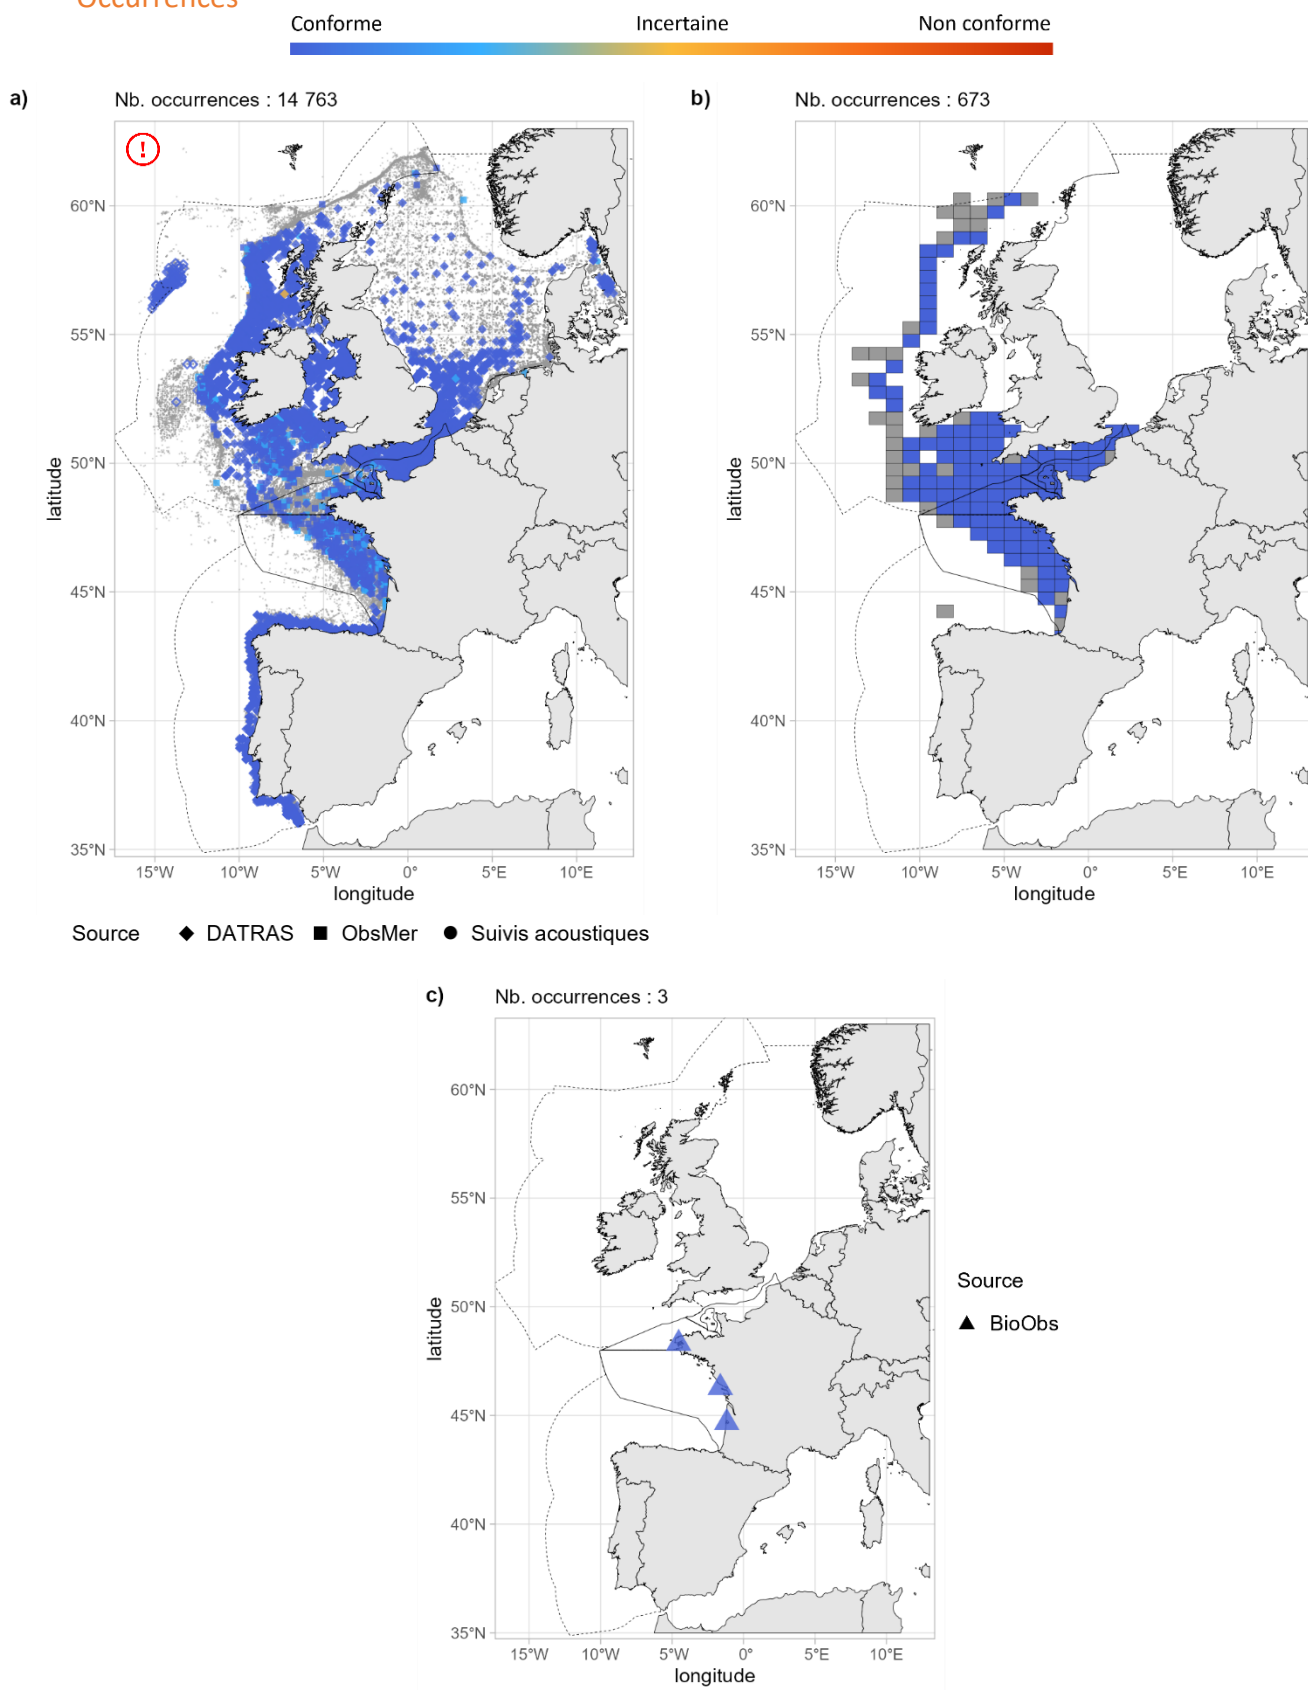 Occurrences
Conforme Incertaine Non conforme
a) Nb. occurrences : 14 763
!
60°N
55°N
50°N
45°N
40°N
35°N
latitude
15°W 10°W 5°W 0° 5°E 10°E
longitude
b) Nb. occurrences : 673
60°N
55°N
50°N
45°N
40°N
35°N
latitude
15°W 10°W 5°W 0° 5°E 10°E
longitude
Source DATRAS ObsMer Suivis acoustiques
c) Nb. occurrences : 3
60°N
55°N
50°N
45°N
40°N
35°N
latitude
15°W 10°W 5°W 0° 5°E 10°E
longitude
Source
BioObs